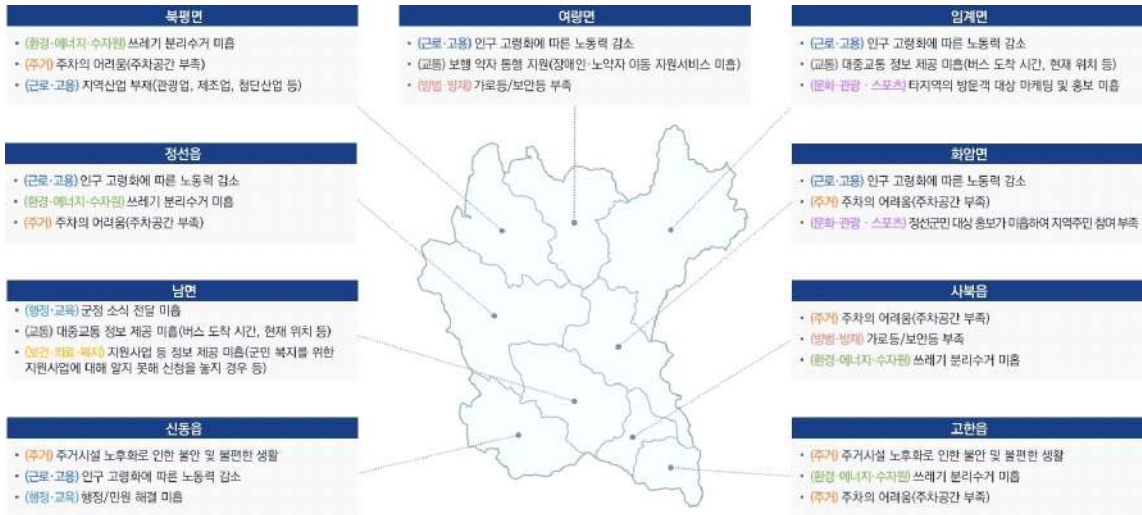 북평면
• (환경·에너지·수자원) 쓰레기 분리수거 미흡
• (주거) 주차의 어려움(주차공간 부족)
• (근로·고용) 지역산업 부재(관광업, 제조업, 첨단산업 등)
여량면
• (근로·고용) 인구 고령화에 따른 노동력 감소
• (교통) 보행 약자 통행 지원(장애인·노약자 이동 지원서비스 미흡)
• (방범·방재) 가로등/보안등 부족
임계면
• (근로·고용) 인구 고령화에 따른 노동력 감소
• (교통) 대중교통 정보 제공 미흡(버스 도착 시간, 현재 위치 등)
• (문화·관광·스포츠) 타지역의 방문객 대상 마케팅 및 홍보 미흡
정선읍
• (근로·고용) 인구 고령화에 따른 노동력 감소
• (환경·에너지·수자원) 쓰레기 분리수거 미흡
• (주거) 주차의 어려움(주차공간 부족)
화암면
• (근로·고용) 인구 고령화에 따른 노동력 감소
• (주거) 주차의 어려움(주차공간 부족)
• (문화·관광·스포츠) 정선군민 대상 홍보가 미흡하여 지역주민 참여 부족
남면
• (행정·교육) 군정 소식 전달 미흡
• (교통) 대중교통 정보 제공 미흡(버스 도착 시간, 현재 위치 등)
• (보건·의료·복지) 지원사업 등 정보 제공 미흡(군민 복지를 위한
지원사업에 대해 알지 못해 신청을 놓치 경우 등)
사북읍
• (주거) 주차의 어려움(주차공간 부족)
• (방범·방재) 가로등/보안등 부족
• (환경·에너지·수자원) 쓰레기 분리수거 미흡
신동읍
• (주거) 주거시설 노후화로 인한 불안 및 불편한 생활
• (근로·고용) 인구 고령화에 따른 노동력 감소
• (행정·교육) 행정/민원 해결 미흡
고한읍
• (주거) 주거시설 노후화로 인한 불안 및 불편한 생활
• (환경·에너지·수자원) 쓰레기 분리수거 미흡
• (주거) 주차의 어려움(주차공간 부족)